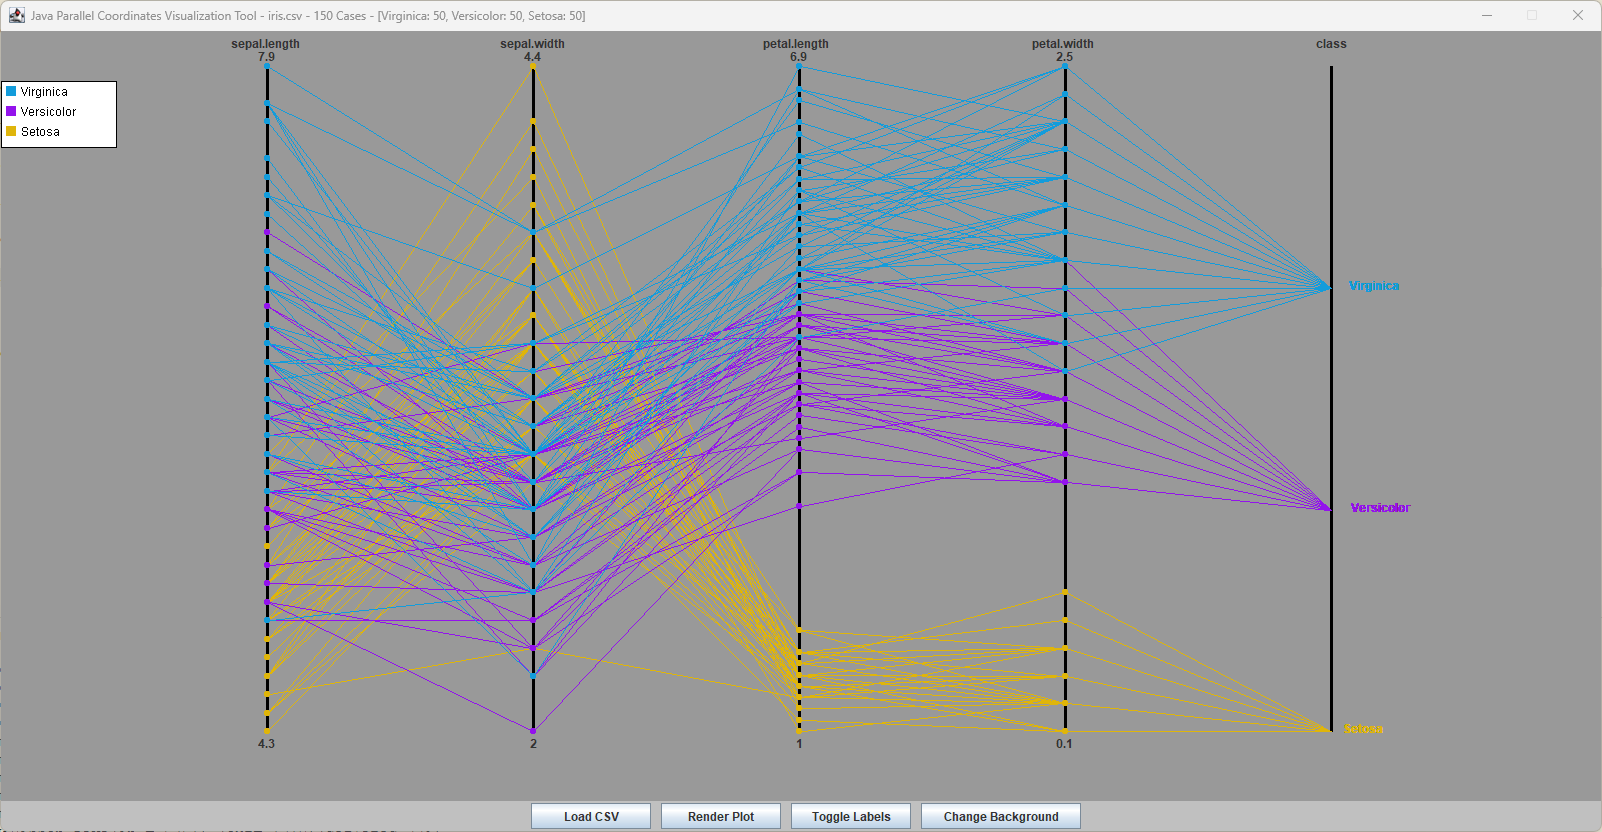 Java Parallel Coordinates Visualization Tool - iris.csv - 150 Cases - [Virginica: 50, Versicolor: 50, Setosa: 50]
sepal.length sepal.width petal.length petal.width class
7.9 4.4 6.9 2.5
Virginica
Versicolor
Setosa
Virginica
Versicolor
Setosa
4.3 2 1 0.1
Load CSV Render Plot Toggle Labels Change Background